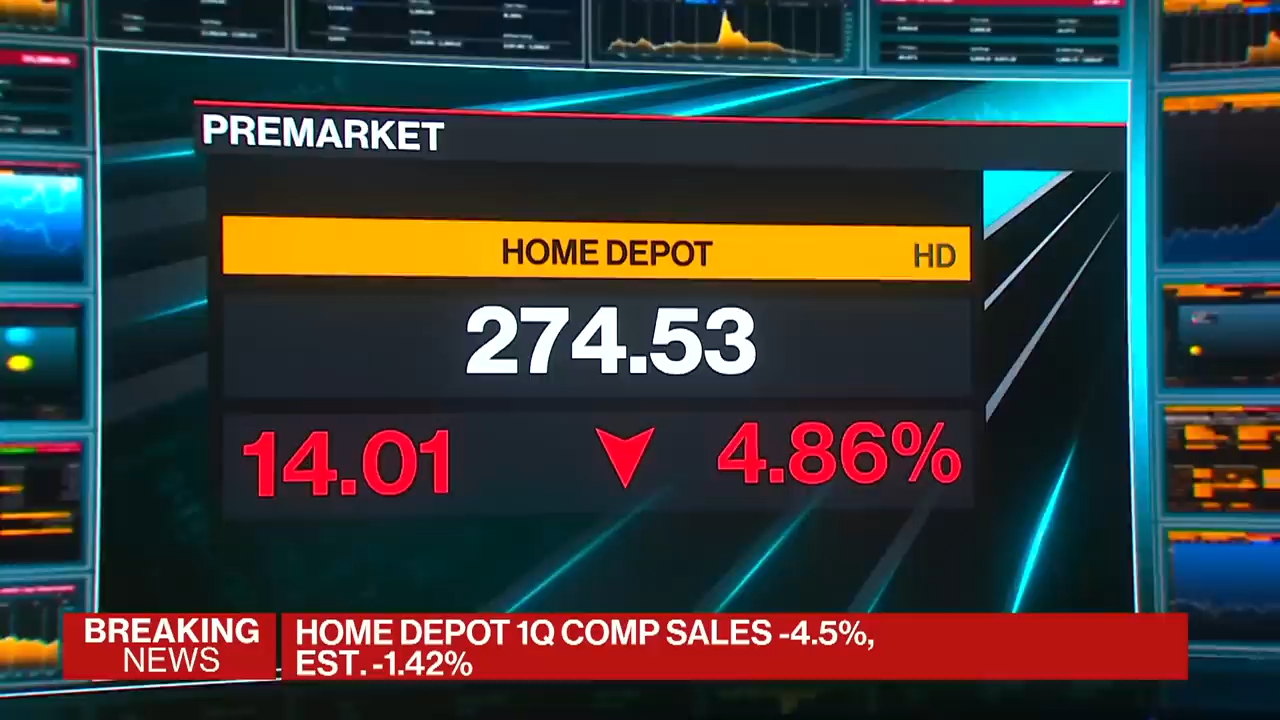 PREMARKET
HOME DEPOT HD
274.53
14.01 4.86%
BREAKING
NEWS
HOME DEPOT 1Q COMP SALES -4.5%,
EST. -1.42%